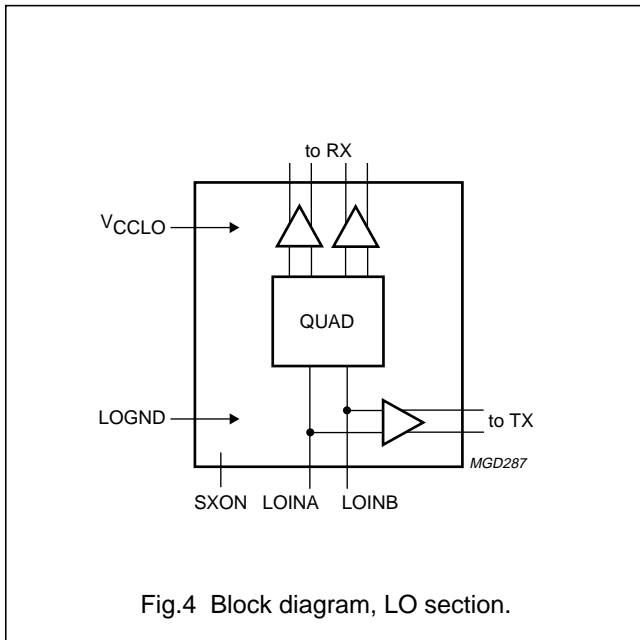 to RX
VCCLO
QUAD
LOGND
to TX
MGD287
SXON LOINA LOINB
Fig.4 Block diagram, LO section.